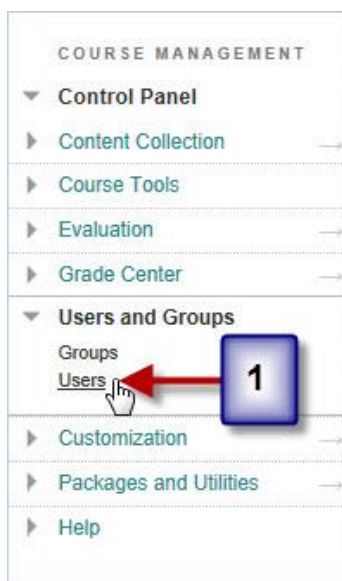 COURSE MANAGEMENT
Control Panel
Content Collection
Course Tools
Evaluation
Grade Center
Users and Groups
Groups
Users
1
Customization
Packages and Utilities
Help